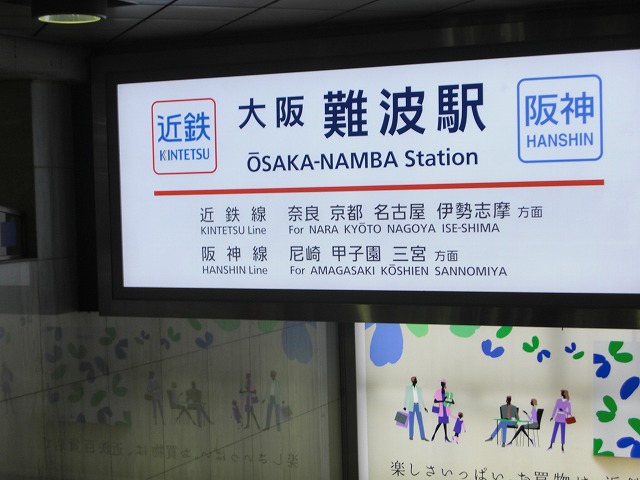 近鉄
KINTETSU
大阪難波駅
ŌSAKA-NAMBA Station
阪神
HANSHIN
近鉄線 奈良 京都 名古屋 伊勢志摩 方面
KINTETSU Line For NARA KYŌTO NAGOYA ISE-SHIMA
阪神線 尼崎 甲子園 三宮 方面
HANSHIN Line For AMAGASAKI KŌSHIEN SANNOMIYA
楽しさいっぱい、お買物は、近鉄